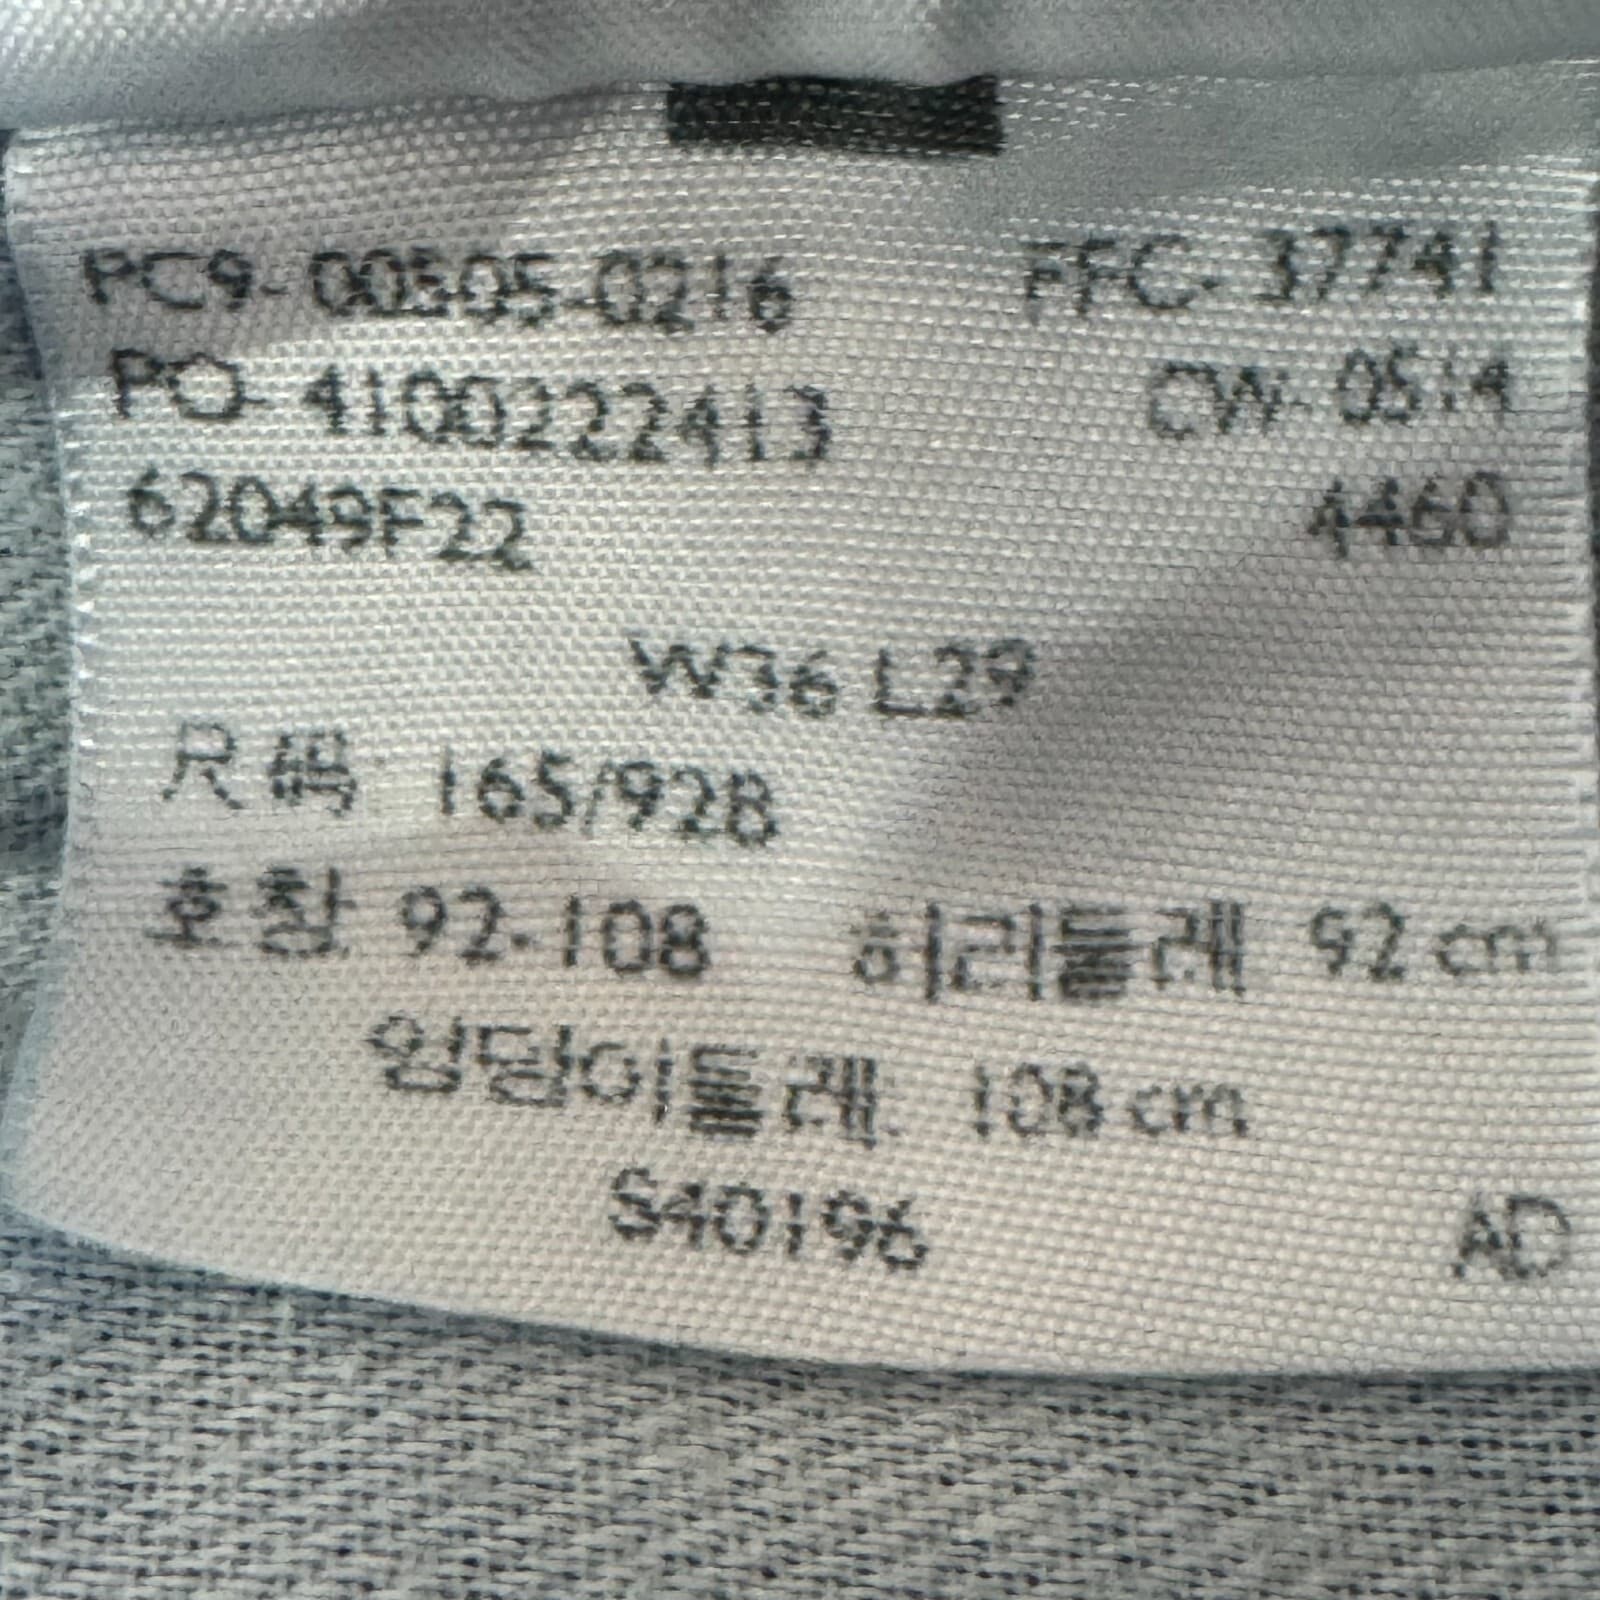 PC9- 00505-0216 FFC- 37741
PO- 4100222413 CW- 0514
62049F22 4460
W36 L29
尺码 165/92B
호칭 92-108 허리둘레 92 cm
엉덩이둘레 108 cm
S40196 AD